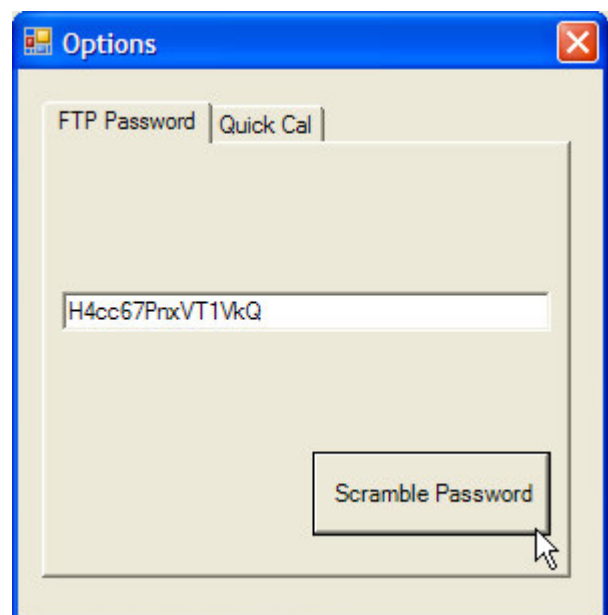 Options
FTP Password Quick Cal
H4cc67PnxVT1VkQ
Scramble Password